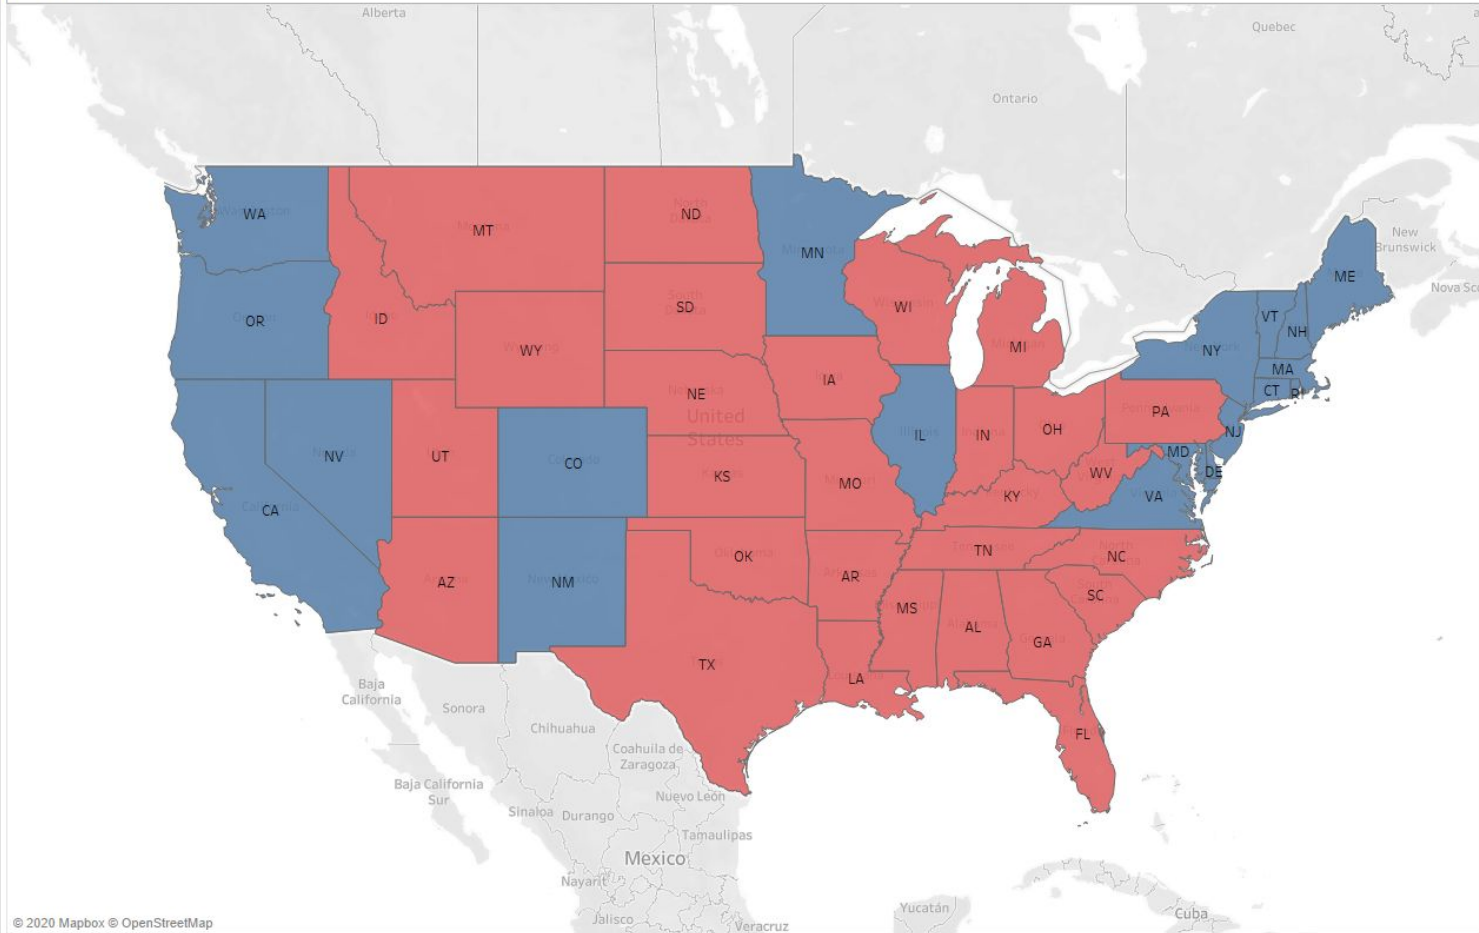 Alberta
Quebec
Ontario
New
Brunswick
Nova Sc
WA
MT
ND
MN
ME
OR
ID
SD
WI
MI
VT
NH
NY
WY
MA
CT
RI
IA
NE
PA
United
States
NJ
NV
UT
CO
KS
MO
IL
IN
OH
WV
MD
DE
VA
KY
CA
AZ
NM
OK
AR
TN
NC
SC
MS
AL
GA
TX
LA
FL
Baja
California
Sonora
Chihuahua
Coahuila de
Zaragoza
Baja California
Sur
Nuevo León
Sinaloa
Durango
Tamaulipas
Mexico
Nayarit
Jalisco
Veracruz
Yucatán
Cuba
© 2020 Mapbox © OpenStreetMap